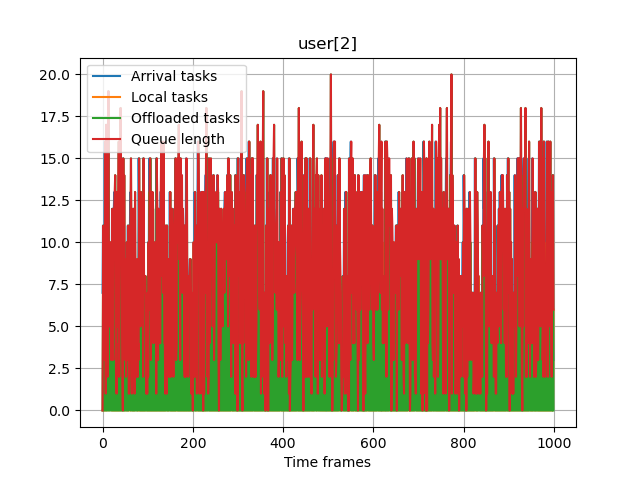 user[2]
Arrival tasks
Local tasks
Offloaded tasks
Queue length
20.0
17.5
15.0
12.5
10.0
7.5
5.0
2.5
0.0
0 200 400 600 800 1000
Time frames